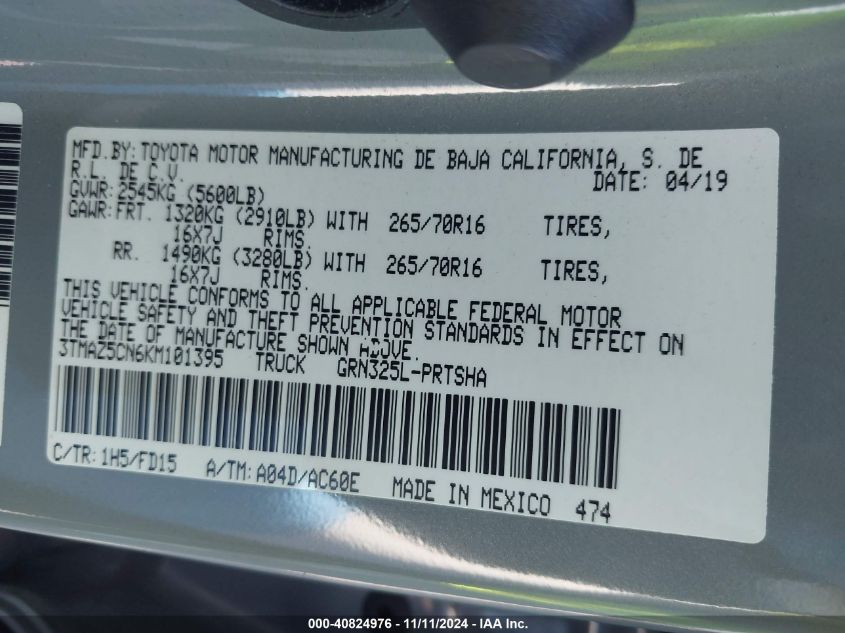 MFD.BY:TOYOTA MOTOR MANUFACTURING DE BAJA CALIFORNIA, S. DE
R.L. DE C.V. DATE: 04/19
GVWR:2545KG (5600LB)
GAWR:FRT. 1320KG (2910LB) WITH 265/70R16 TIRES,
16X7J RIMS.
RR. 1490KG (3280LB) WITH 265/70R16 TIRES,
16X7J RIMS.
THIS VEHICLE CONFORMS TO ALL APPLICABLE FEDERAL MOTOR
VEHICLE SAFETY AND THEFT PREVENTION STANDARDS IN EFFECT ON
THE DATE OF MANUFACTURE SHOWN ABOVE.
3TMAZ5CN6KM101395 TRUCK GRN325L-PRTSHA
C/TR:1H5/FD15 A/TM:A04D/AC60E MADE IN MEXICO 474
000-40824976 - 11/11/2024 - IAA Inc.